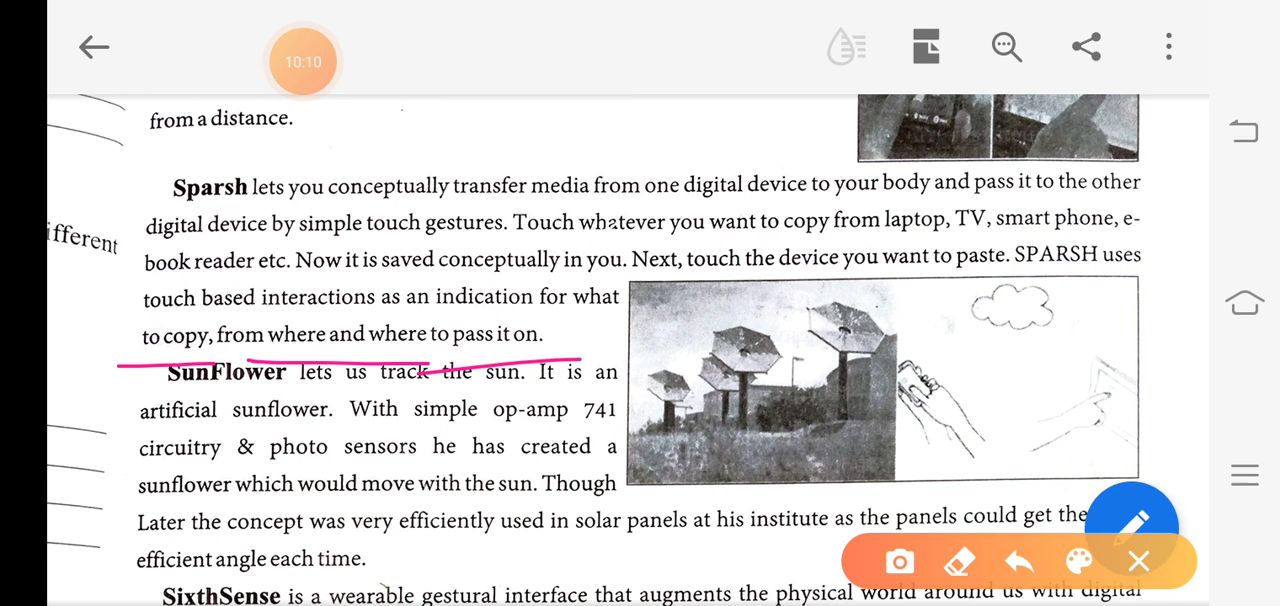 10:10
from a distance.
Sparsh lets you conceptually transfer media from one digital device to your body and pass it to the other
digital device by simple touch gestures. Touch whatever you want to copy from laptop, TV, smart phone, e-
ifferent
book reader etc. Now it is saved conceptually in you. Next, touch the device you want to paste. SPARSH uses
touch based interactions as an indication for what
to copy, from where and where to pass it on.
SunFlower lets us track the sun. It is an
artificial sunflower. With simple op-amp 741
circuitry & photo sensors he has created a
sunflower which would move with the sun. Though
Later the concept was very efficiently used in solar panels at his institute as the panels could get the
efficient angle each time.
SixthSense is a wearable gestural interface that augments the physical world around us with digital